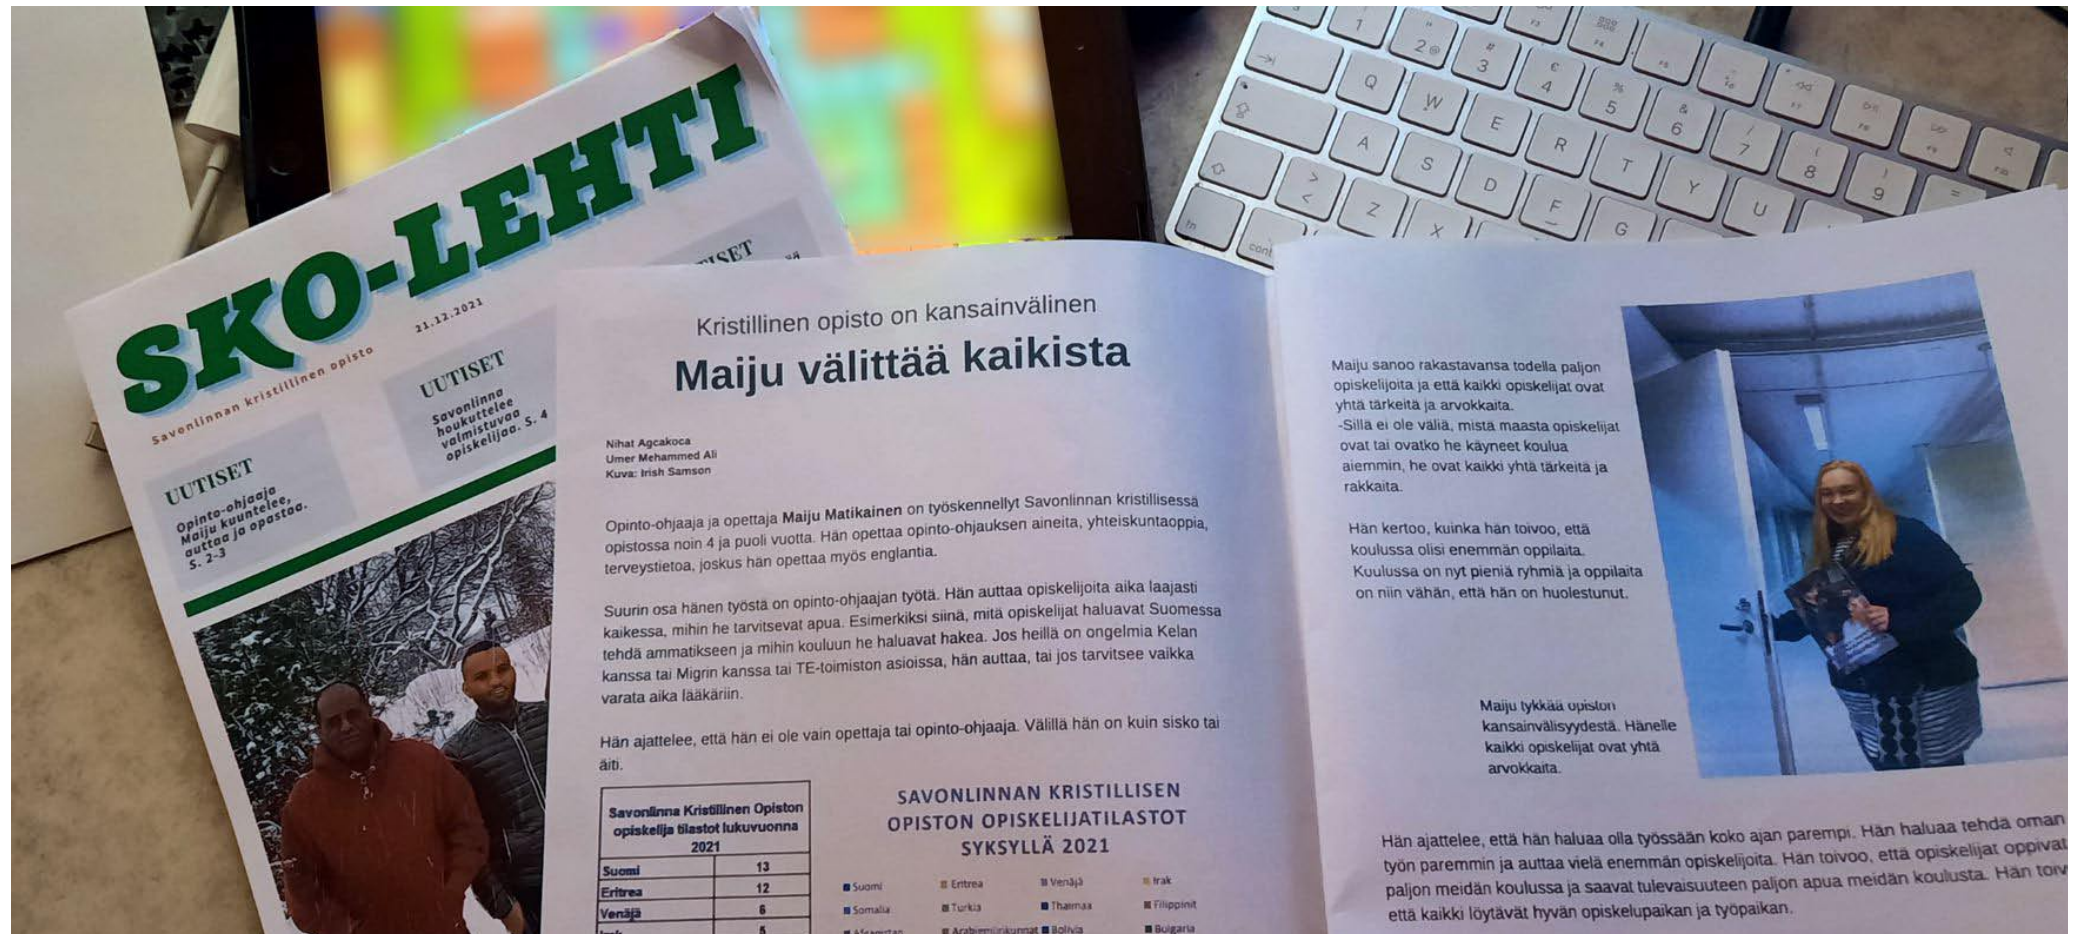 SKO-LEHTI
21.12.2021
Savonlinnan kristillinen opisto
UUTISET
Opinto-ohjaaja
Maiju kuuntelee,
auttaa ja opastaa.
S. 2-3
UUTISET
Savonlinna
houkuttelee
valmistuvaa
opiskelijaa. S. 4
Kristillinen opisto on kansainvälinen
Maiju välittää kaikista
Nihat Agcakoca
Umer Mehammed Ali
Kuva: Irish Samson
Opinto-ohjaaja ja opettaja Maiju Matikainen on työskennellyt Savonlinnan kristillisessä
opistossa noin 4 ja puoli vuotta. Hän opettaa opinto-ohjauksen aineita, yhteiskuntaoppia,
terveystietoa, joskus hän opettaa myös englantia.
Suurin osa hänen työstä on opinto-ohjaajan työtä. Hän auttaa opiskelijoita aika laajasti
kaikessa, mihin he tarvitsevat apua. Esimerkiksi siinä, mitä opiskelijat haluavat Suomessa
tehdä ammatikseen ja mihin kouluun he haluavat hakea. Jos heillä on ongelmia Kelan
kanssa tai Migrin kanssa tai TE-toimiston asioissa, hän auttaa, tai jos tarvitsee vaikka
varata aika lääkäriin.
Hän ajattelee, että hän ei ole vain opettaja tai opinto-ohjaaja. Välillä hän on kuin sisko tai
äiti.
Savonlinna Kristillinen Opiston
opiskelija tilastot lukuvuonna
2021
Suomi 13
Eritrea 12
Venäjä 6
5
SAVONLINNAN KRISTILLISEN
OPISTON OPISKELIJATILASTOT
SYKSYLLÄ 2021
Suomi Eritrea Venäjä Irak
Somalia Turkia Thaimaa Filippinit
Bolivia Bulgaria
Maiju sanoo rakastavansa todella paljon
opiskelijoita ja että kaikki opiskelijat ovat
yhtä tärkeitä ja arvokkaita.
-Sillä ei ole väliä, mistä maasta opiskelijat
ovat tai ovatko he käyneet koulua
aiemmin, he ovat kaikki yhtä tärkeitä ja
rakkaita.
Hän kertoo, kuinka hän toivoo, että
koulussa olisi enemmän oppilaita.
Kuulussa on nyt pieniä ryhmiä ja oppilaita
on niin vähän, että hän on huolestunut.
Maiju tykkää opiston
kansainvälisyydestä. Hänelle
kaikki opiskelijat ovat yhtä
arvokkaita.
Hän ajattelee, että hän haluaa olla työssään koko ajan parempi. Hän haluaa tehdä oman
työn paremmin ja auttaa vielä enemmän opiskelijoita. Hän toivoo, että opiskelijat oppivat
paljon meidän koulussa ja saavat tulevaisuuteen paljon apua meidän koulusta. Hän toiv
että kaikki löytävät hyvän opiskelupaikan ja työpaikan.